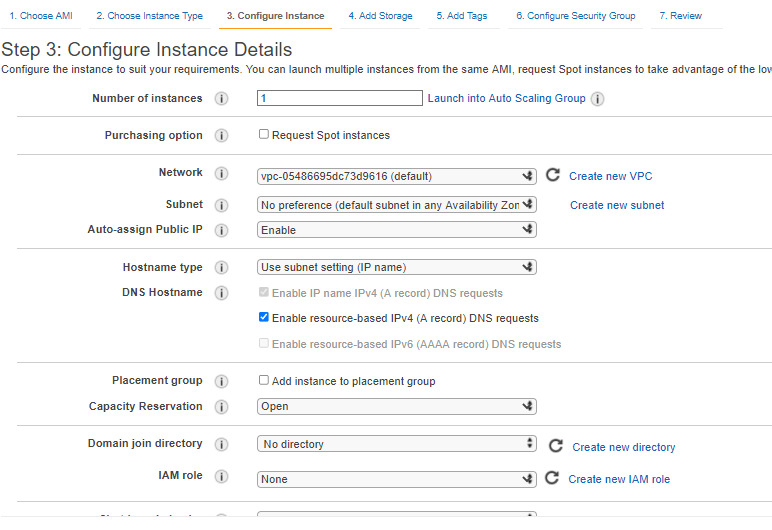 1. Choose AMI 2. Choose Instance Type 3. Configure Instance 4. Add Storage 5. Add Tags 6. Configure Security Group 7. Review
Step 3: Configure Instance Details
Configure the instance to suit your requirements. You can launch multiple instances from the same AMI, request Spot instances to take advantage of the low
Number of instances i 1 Launch into Auto Scaling Group i
Purchasing option i Request Spot instances
Network i vpc-05486695dc73d9616 (default) Create new VPC
Subnet i No preference (default subnet in any Availability Zon Create new subnet
Auto-assign Public IP i Enable
Hostname type i Use subnet setting (IP name)
DNS Hostname i Enable IP name IPv4 (A record) DNS requests
Enable resource-based IPv4 (A record) DNS requests
Enable resource-based IPv6 (AAAA record) DNS requests
Placement group i Add instance to placement group
Capacity Reservation i Open
Domain join directory i No directory Create new directory
IAM role i None Create new IAM role